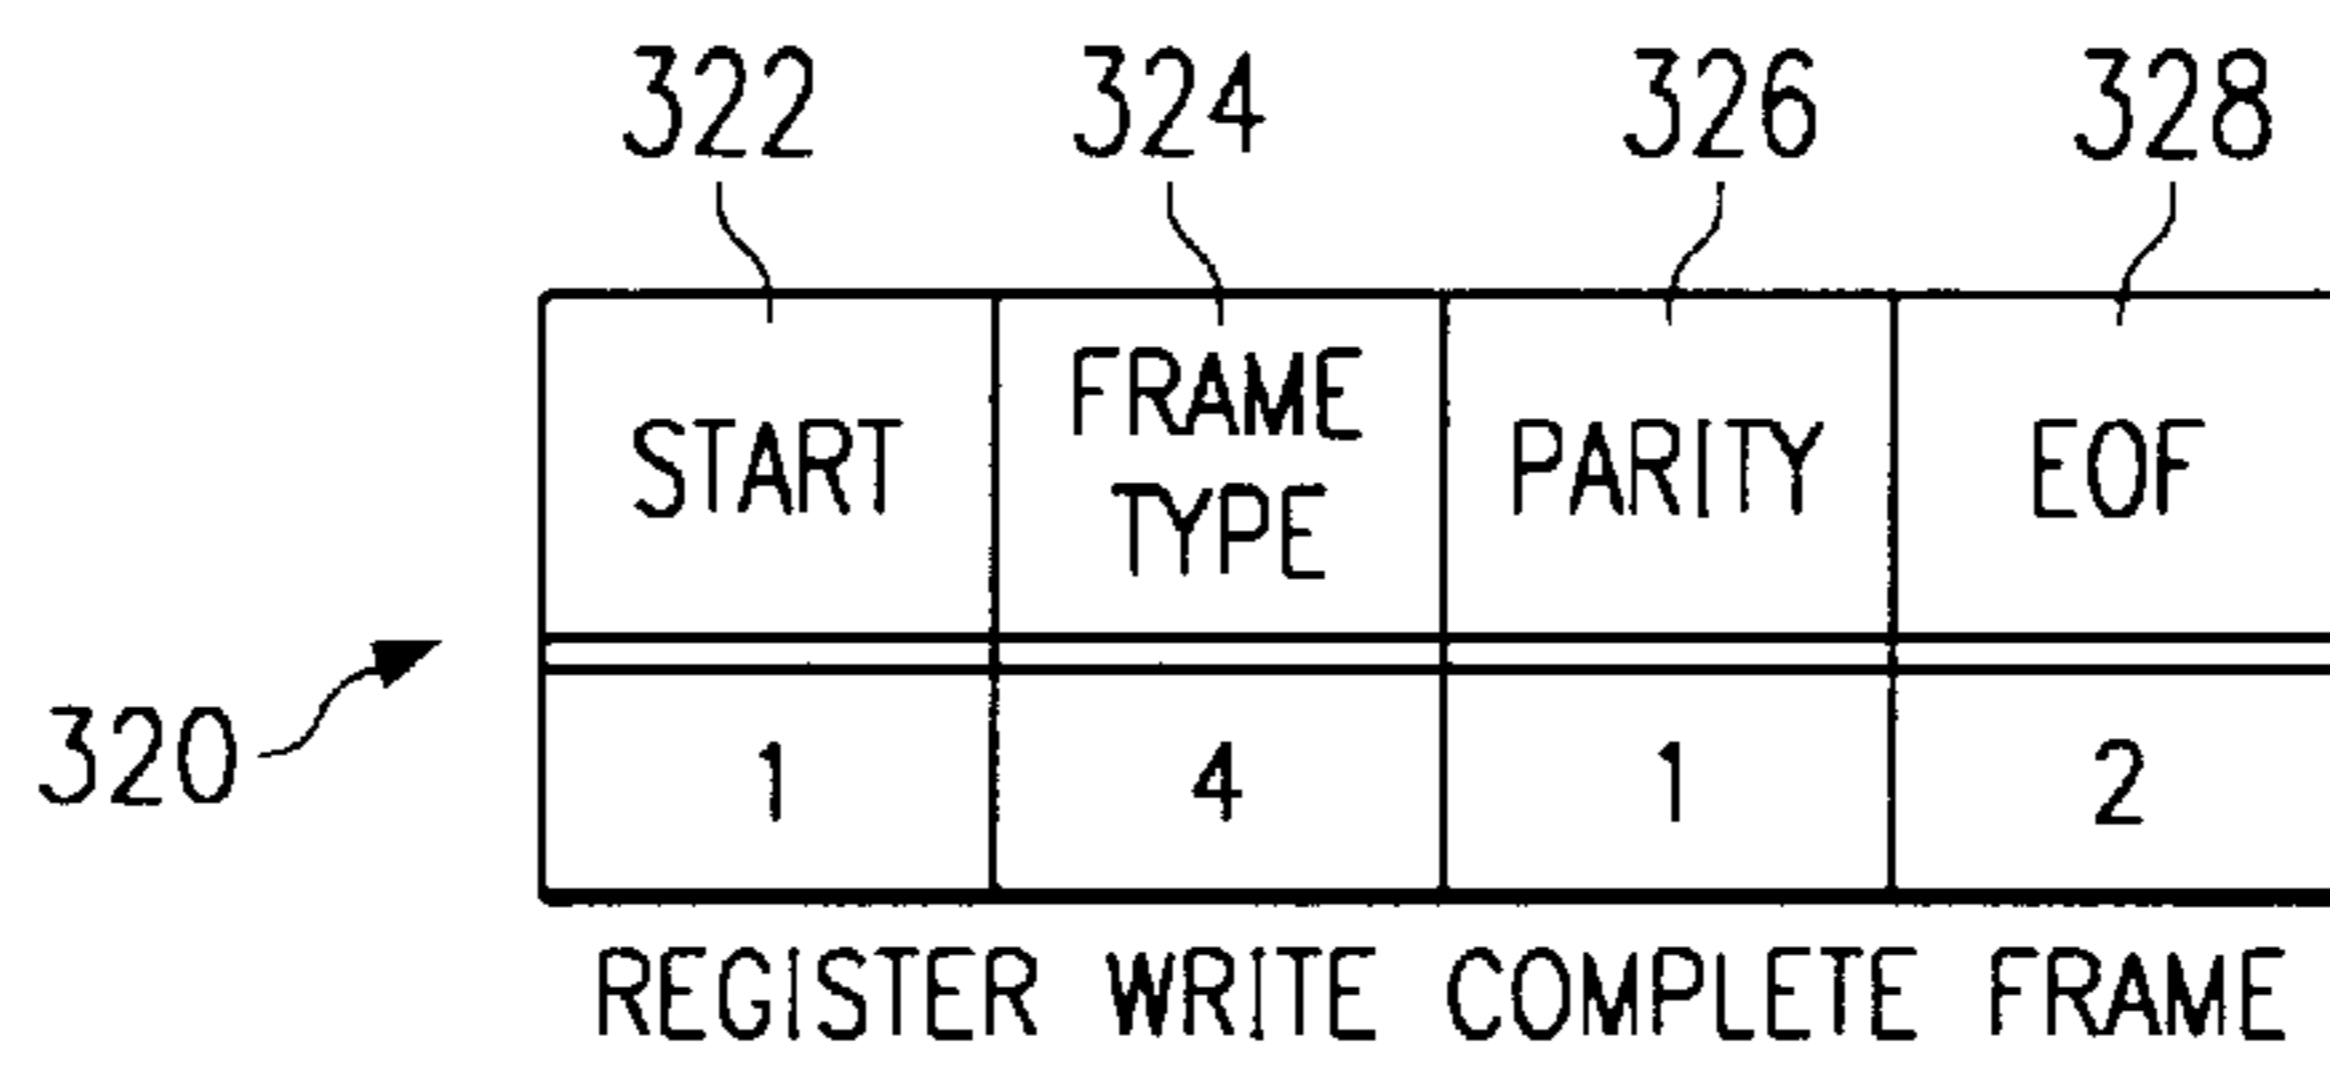 322 324 326 328
START FRAME TYPE PARITY EOF
320
1 4 1 2
REGISTER WRITE COMPLETE FRAME